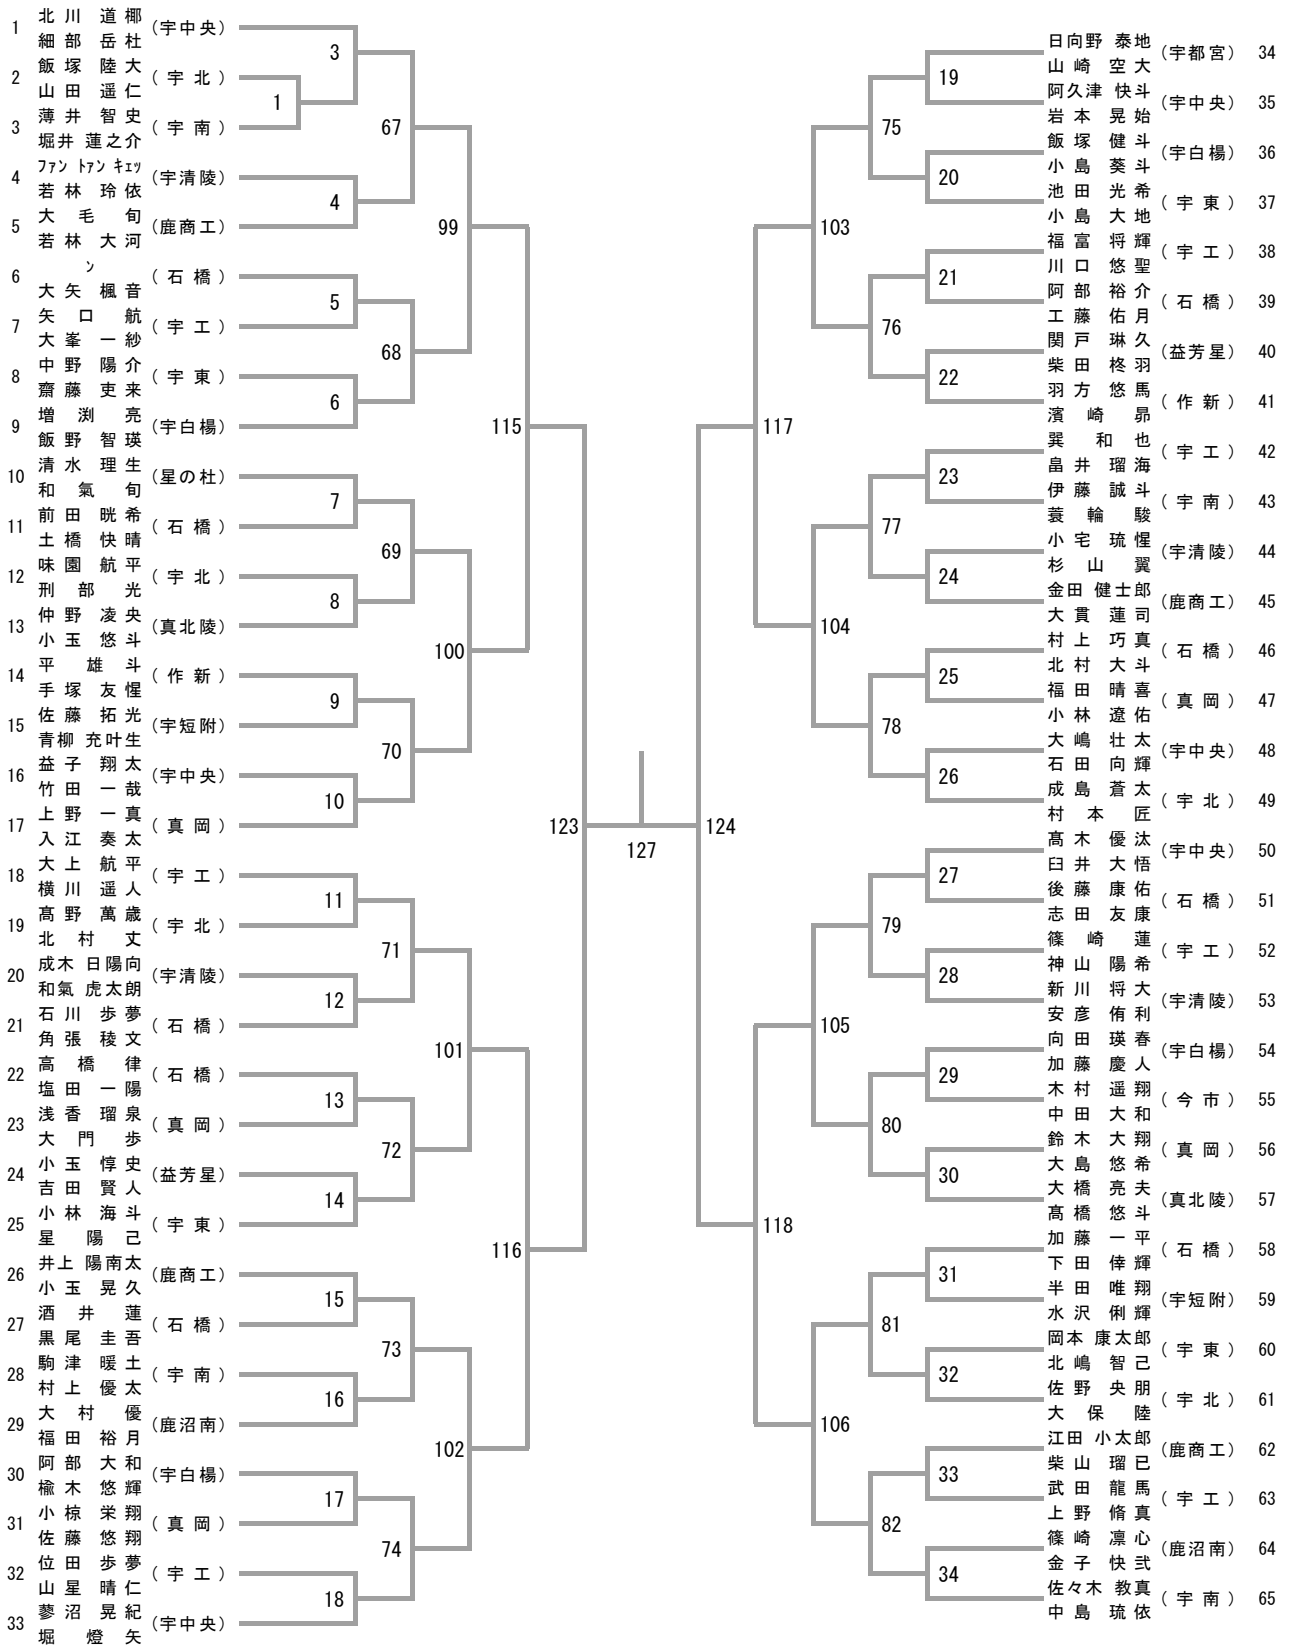 1 北川 道椰 (宇中央)
細部 岳杜
2 飯塚 陸大 (宇北)
山田 遥仁
3 薄井 智史 (宇南)
堀井 蓮之介
4 ファン トァン キェッ (宇清陵)
若林 玲依
5 大毛 旬 (鹿商工)
若林 大河
6 ン (石橋)
大矢 楓音
7 矢口 航 (宇工)
大峯 一紗
8 中野 陽介 (宇東)
齋藤 吏来
9 増渕 亮 (宇白楊)
飯野 智瑛
10 清水 理生 (星の杜)
和氣 旬
11 前田 晄希 (石橋)
土橋 快晴
12 味園 航平 (宇北)
刑部 光
13 仲野 凌央 (真北陵)
小玉 悠斗
14 平 雄斗 (作新)
手塚 友惺
15 佐藤 拓光 (宇短附)
青柳 充叶生
16 益子 翔太 (宇中央)
竹田 一哉
17 上野 一真 (真岡)
入江 奏太
18 大上 航平 (宇工)
横川 遥人
19 髙野 萬歳 (宇北)
北村 丈
20 成木 日陽向 (宇清陵)
和氣 虎太朗
21 石川 歩夢 (石橋)
角張 稜文
22 高橋 律 (石橋)
塩田 一陽
23 浅香 瑠泉 (真岡)
大門 歩
24 小玉 惇史 (益芳星)
吉田 賢人
25 小林 海斗 (宇東)
星 陽己
26 井上 陽南太 (鹿商工)
小玉 晃久
27 酒井 蓮 (石橋)
黒尾 圭吾
28 駒津 暖土 (宇南)
村上 優太
29 大村 優 (鹿沼南)
福田 裕月
30 阿部 大和 (宇白楊)
楡木 悠輝
31 小椋 栄翔 (真岡)
佐藤 悠翔
32 位田 歩夢 (宇工)
山星 晴仁
33 蓼沼 晃紀 (宇中央)
堀 燈矢
1
3
4
5
6
7
8
9
10
11
12
13
14
15
16
17
18
67
68
69
70
71
72
73
74
99
100
101
102
115
116
123
127
124
117
118
103
104
105
106
75
76
77
78
79
80
81
82
19
20
21
22
23
24
25
26
27
28
29
30
31
32
33
34
日向野 泰地 (宇都宮) 34
山崎 空大
阿久津 快斗 (宇中央) 35
岩本 晃始
飯塚 健斗 (宇白楊) 36
小島 葵斗
池田 光希 (宇東) 37
小島 大地
福富 将輝 (宇工) 38
川口 悠聖
阿部 裕介 (石橋) 39
工藤 佑月
関戸 琳久 (益芳星) 40
柴田 柊羽
羽方 悠馬 (作新) 41
濱崎 昴
巽 和也 (宇工) 42
畠井 瑠海
伊藤 誠斗 (宇南) 43
蓑輪 駿
小宅 琉惺 (宇清陵) 44
杉山 翼
金田 健士郎 (鹿商工) 45
大貫 蓮司
村上 巧真 (石橋) 46
北村 大斗
福田 晴喜 (真岡) 47
小林 遼佑
大嶋 壮太 (宇中央) 48
石田 向輝
成島 蒼太 (宇北) 49
村本 匠
髙木 優汰 (宇中央) 50
臼井 大悟
後藤 康佑 (石橋) 51
志田 友康
篠崎 蓮 (宇工) 52
神山 陽希
新川 将大 (宇清陵) 53
安彦 侑利
向田 瑛春 (宇白楊) 54
加藤 慶人
木村 遥翔 (今市) 55
中田 大和
鈴木 大翔 (真岡) 56
大島 悠希
大橋 亮夫 (真北陵) 57
髙橋 悠斗
加藤 一平 (石橋) 58
下田 倖輝
半田 唯翔 (宇短附) 59
水沢 俐輝
岡本 康太郎 (宇東) 60
北嶋 智己
佐野 央朋 (宇北) 61
大保 陸
江田 小太郎 (鹿商工) 62
柴山 瑠已
武田 龍馬 (宇工) 63
上野 脩真
篠崎 凛心 (鹿沼南) 64
金子 快弐
佐々木 教真 (宇南) 65
中島 琉依